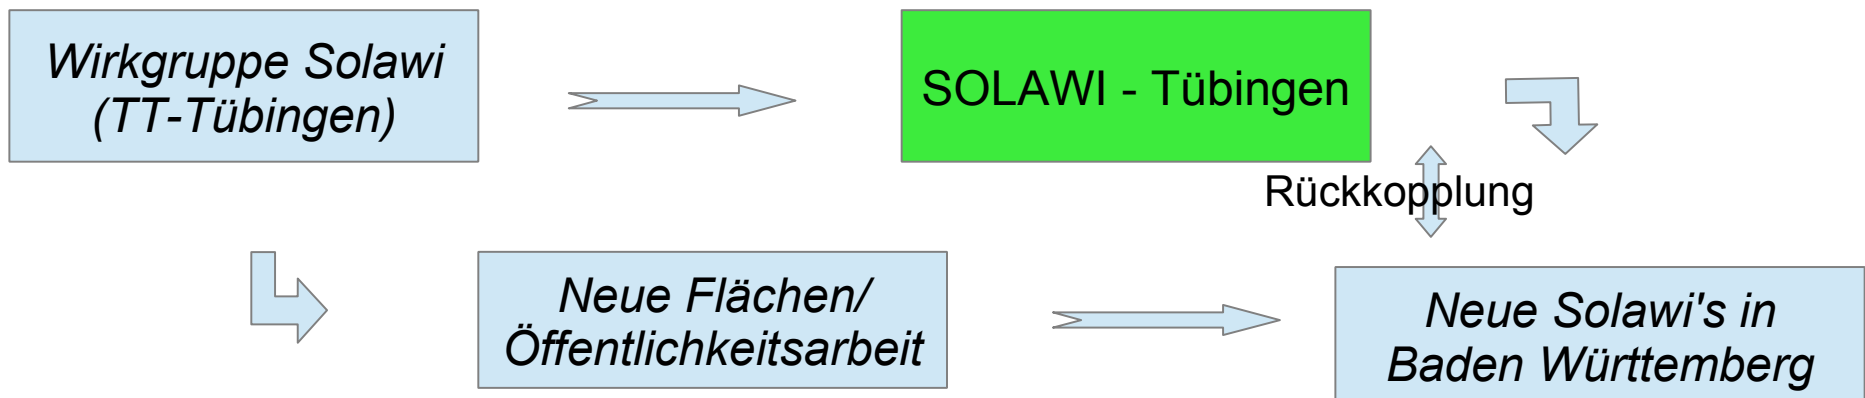 Wirkgruppe Solawi
(TT-Tübingen)
SOLAWI - Tübingen
Rückkopplung
Neue Flächen/
Öffentlichkeitsarbeit
Neue Solawi's in
Baden Württemberg